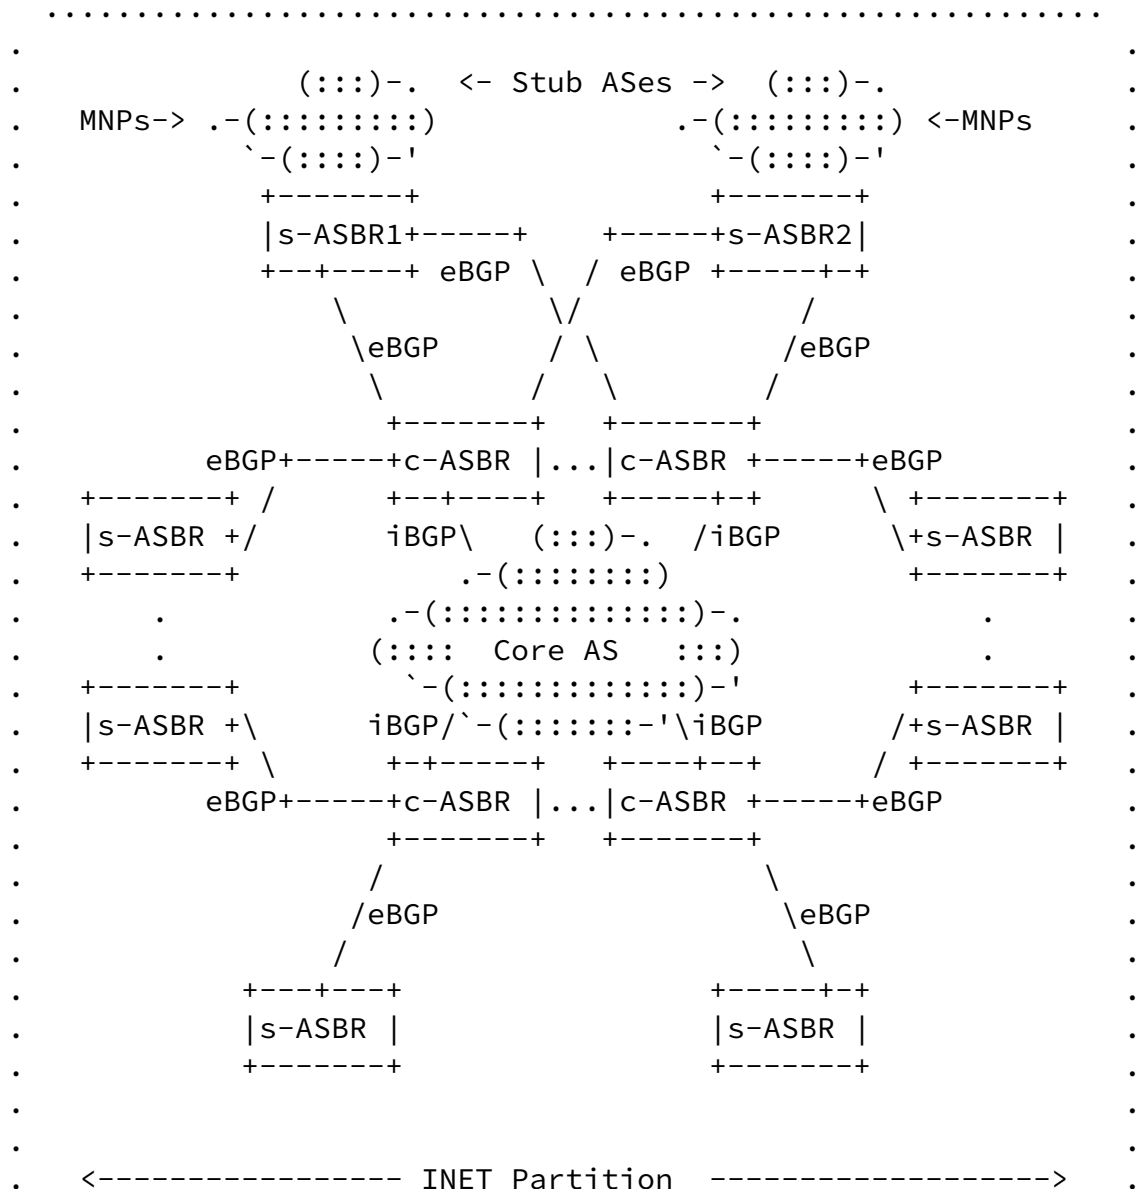 <- Stub ASes ->
MNPs-> <-MNPs
s-ASBR1 s-ASBR2
eBGP eBGP
eBGP eBGP
eBGP c-ASBR ... c-ASBR eBGP
s-ASBR iBGP iBGP s-ASBR
Core AS
s-ASBR iBGP iBGP s-ASBR
eBGP c-ASBR ... c-ASBR eBGP
eBGP eBGP
s-ASBR s-ASBR
<----------------- INET Partition ------------------->